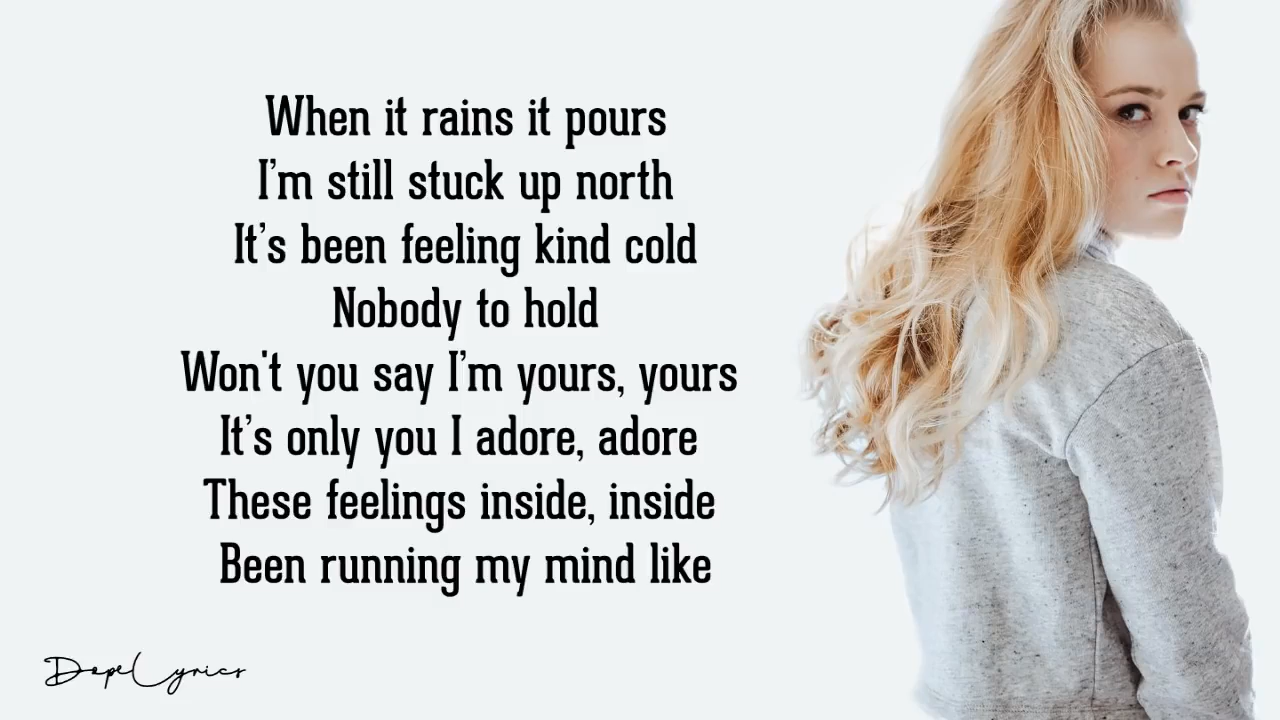 When it rains it pours
I'm still stuck up north
It's been feeling kind cold
Nobody to hold
Won't you say I'm yours, yours
It's only you I adore, adore
These feelings inside, inside
Been running my mind like
DopeLyrics